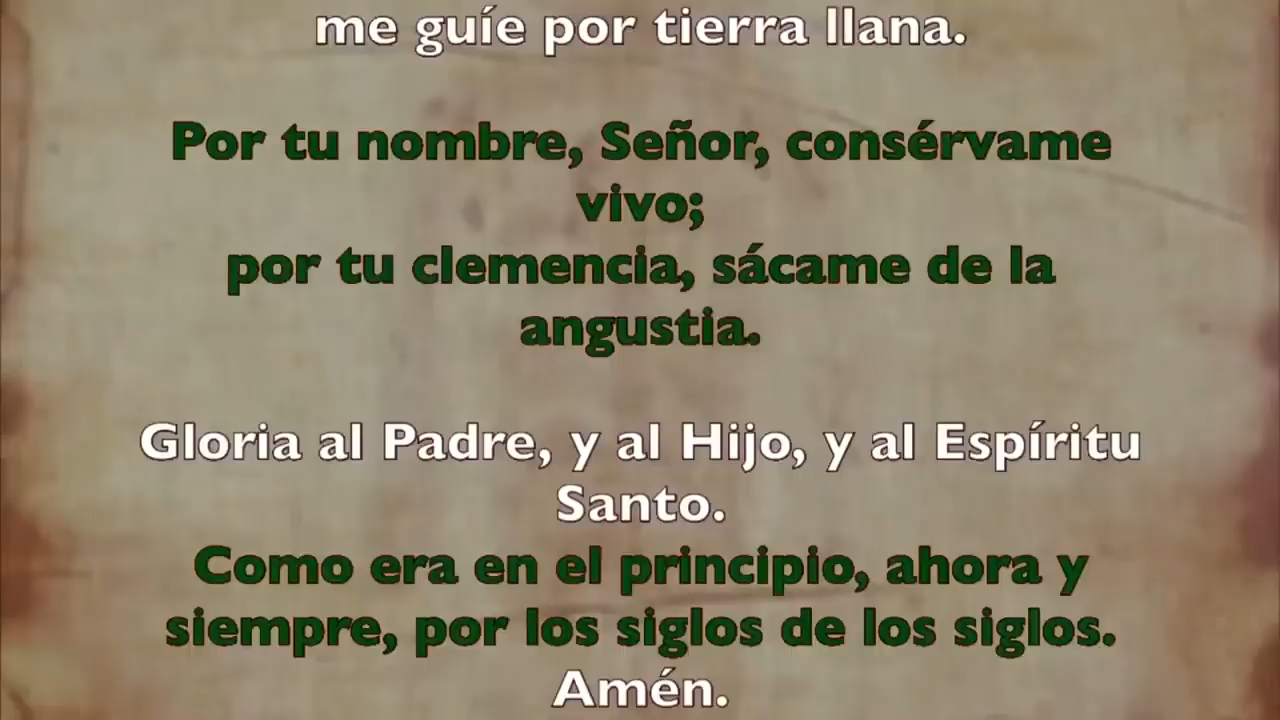 me guíe por tierra llana.
Por tu nombre, Señor, consérvame
vivo;
por tu clemencia, sácame de la
angustia.
Gloria al Padre, y al Hijo, y al Espíritu
Santo.
Como era en el principio, ahora y
siempre, por los siglos de los siglos.
Amén.